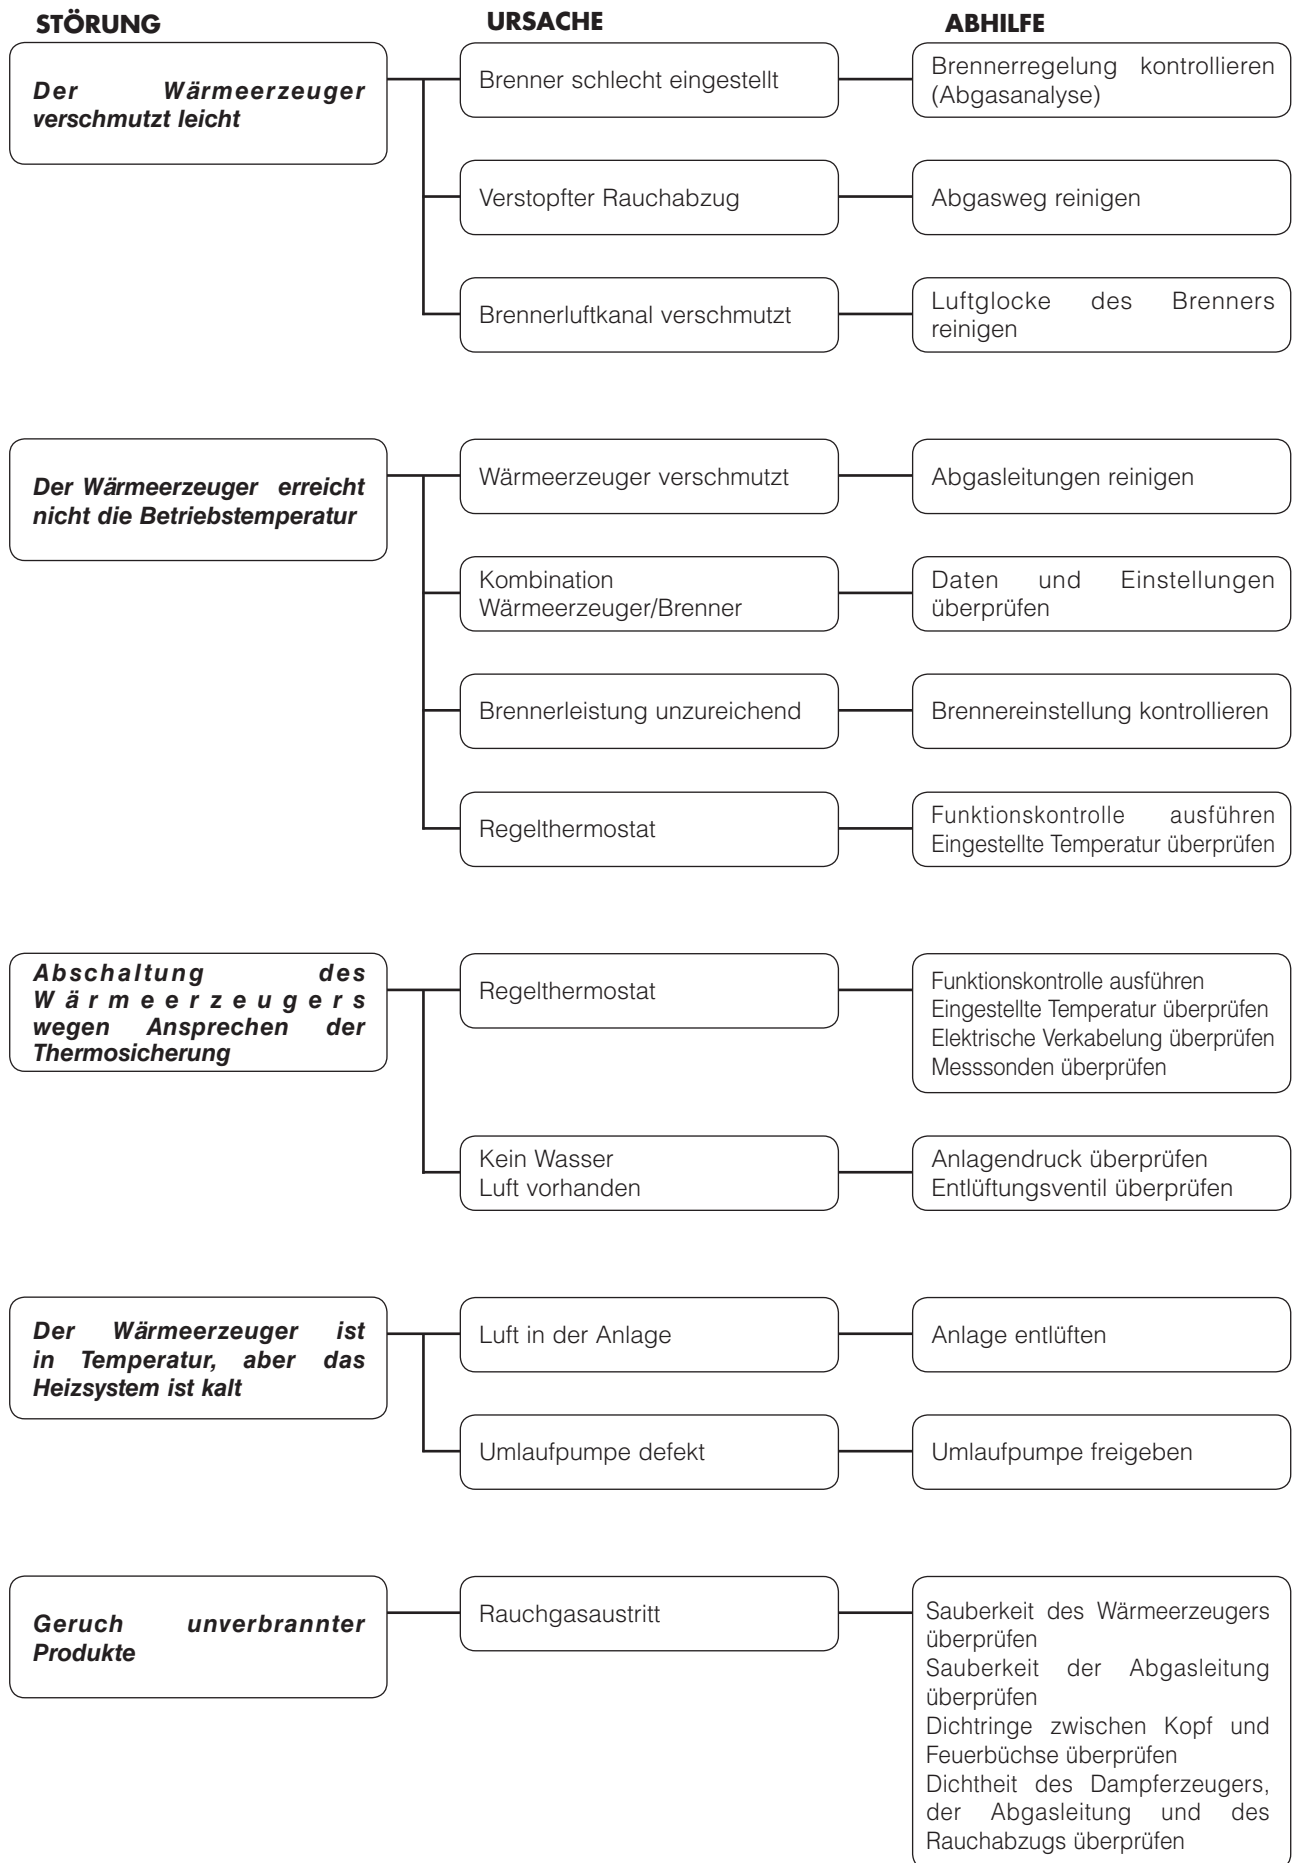 STÖRUNG
URSACHE
ABHILFE
Der Wärmeerzeuger
verschmutzt leicht
Brenner schlecht eingestellt
Brennerregelung kontrollieren
(Abgasanalyse)
Verstopfter Rauchabzug
Abgasweg reinigen
Brennerluftkanal verschmutzt
Luftglocke des Brenners
reinigen
Der Wärmeerzeuger erreicht
nicht die Betriebstemperatur
Wärmeerzeuger verschmutzt
Abgasleitungen reinigen
Kombination
Wärmeerzeuger/Brenner
Daten und Einstellungen
überprüfen
Brennerleistung unzureichend
Brennereinstellung kontrollieren
Regelthermostat
Funktionskontrolle ausführen
Eingestellte Temperatur überprüfen
Abschaltung des
Wärmeerzeugers
wegen Ansprechen der
Thermosicherung
Regelthermostat
Funktionskontrolle ausführen
Eingestellte Temperatur überprüfen
Elektrische Verkabelung überprüfen
Messsonden überprüfen
Kein Wasser
Luft vorhanden
Anlagendruck überprüfen
Entlüftungsventil überprüfen
Der Wärmeerzeuger ist
in Temperatur, aber das
Heizsystem ist kalt
Luft in der Anlage
Anlage entlüften
Umlaufpumpe defekt
Umlaufpumpe freigeben
Geruch unverbrannter
Produkte
Rauchgasaustritt
Sauberkeit des Wärmeerzeugers
überprüfen
Sauberkeit der Abgasleitung
überprüfen
Dichtringe zwischen Kopf und
Feuerbüchse überprüfen
Dichtheit des Dampferzeugers,
der Abgasleitung und des
Rauchabzugs überprüfen